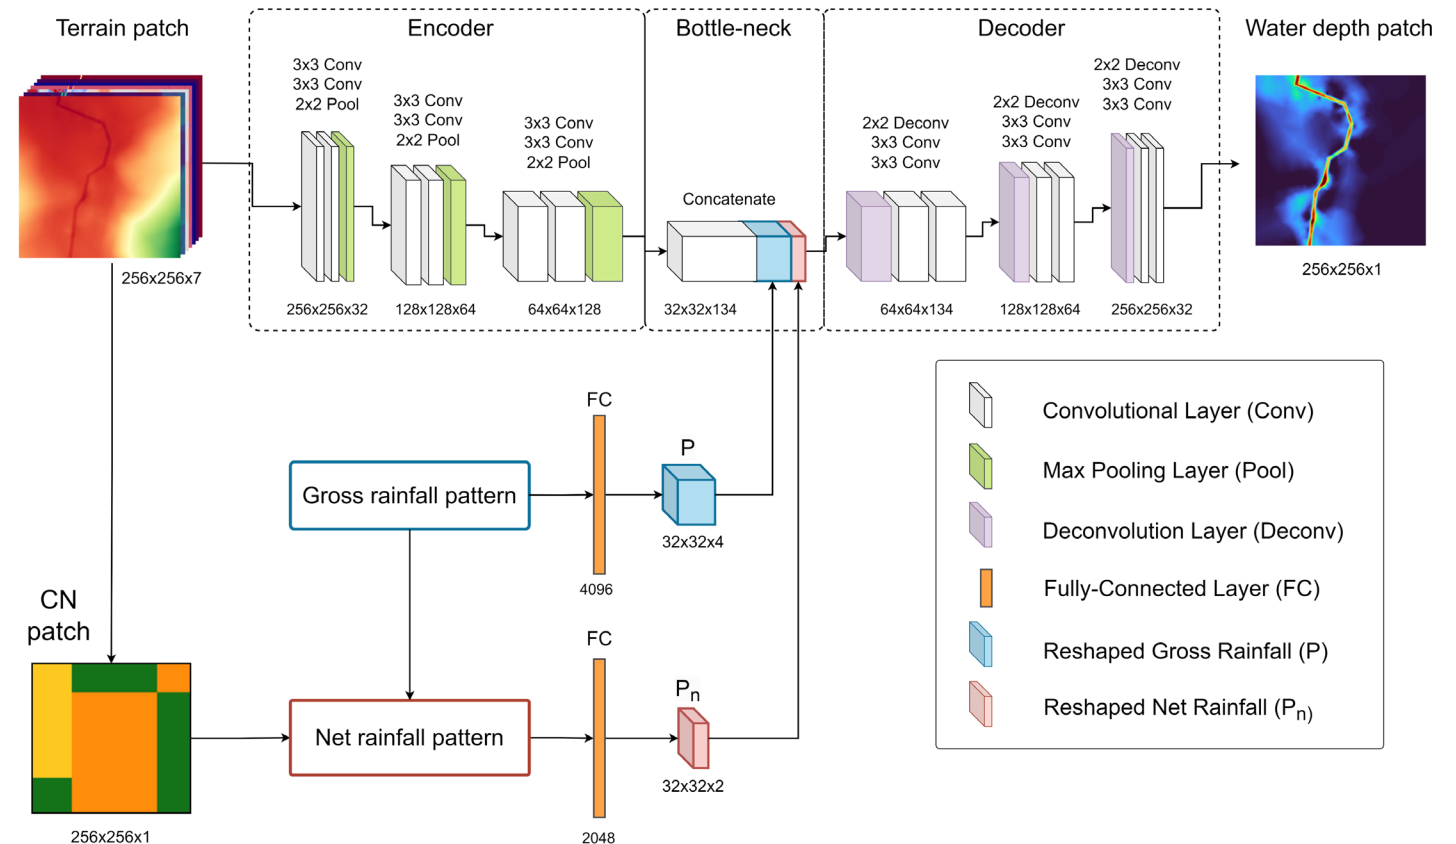 Terrain patch
Encoder
Bottle-neck
Decoder
Water depth patch
3x3 Conv
3x3 Conv
2x2 Pool
3x3 Conv
3x3 Conv
2x2 Pool
3x3 Conv
3x3 Conv
2x2 Pool
Concatenate
2x2 Deconv
3x3 Conv
3x3 Conv
2x2 Deconv
3x3 Conv
3x3 Conv
2x2 Deconv
3x3 Conv
3x3 Conv
256x256x7
256x256x32
128x128x64
64x64x128
32x32x134
64x64x134
128x128x64
256x256x32
256x256x1
FC
P
Gross rainfall pattern
32x32x4
4096
CN
patch
FC
Pn
Net rainfall pattern
32x32x2
256x256x1
2048
Convolutional Layer (Conv)
Max Pooling Layer (Pool)
Deconvolution Layer (Deconv)
Fully-Connected Layer (FC)
Reshaped Gross Rainfall (P)
Reshaped Net Rainfall (Pn)